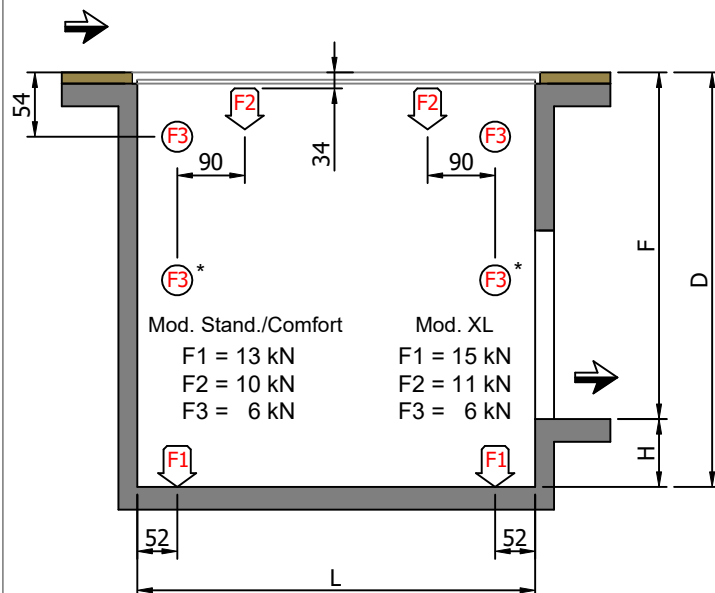 54
F2
F2
F3
F3
34
90
90
F3 *
F3 *
F
D
Mod. Stand./Comfort
F1 = 13 kN
F2 = 10 kN
F3 = 6 kN
Mod. XL
F1 = 15 kN
F2 = 11 kN
F3 = 6 kN
H
F1
F1
52
52
L